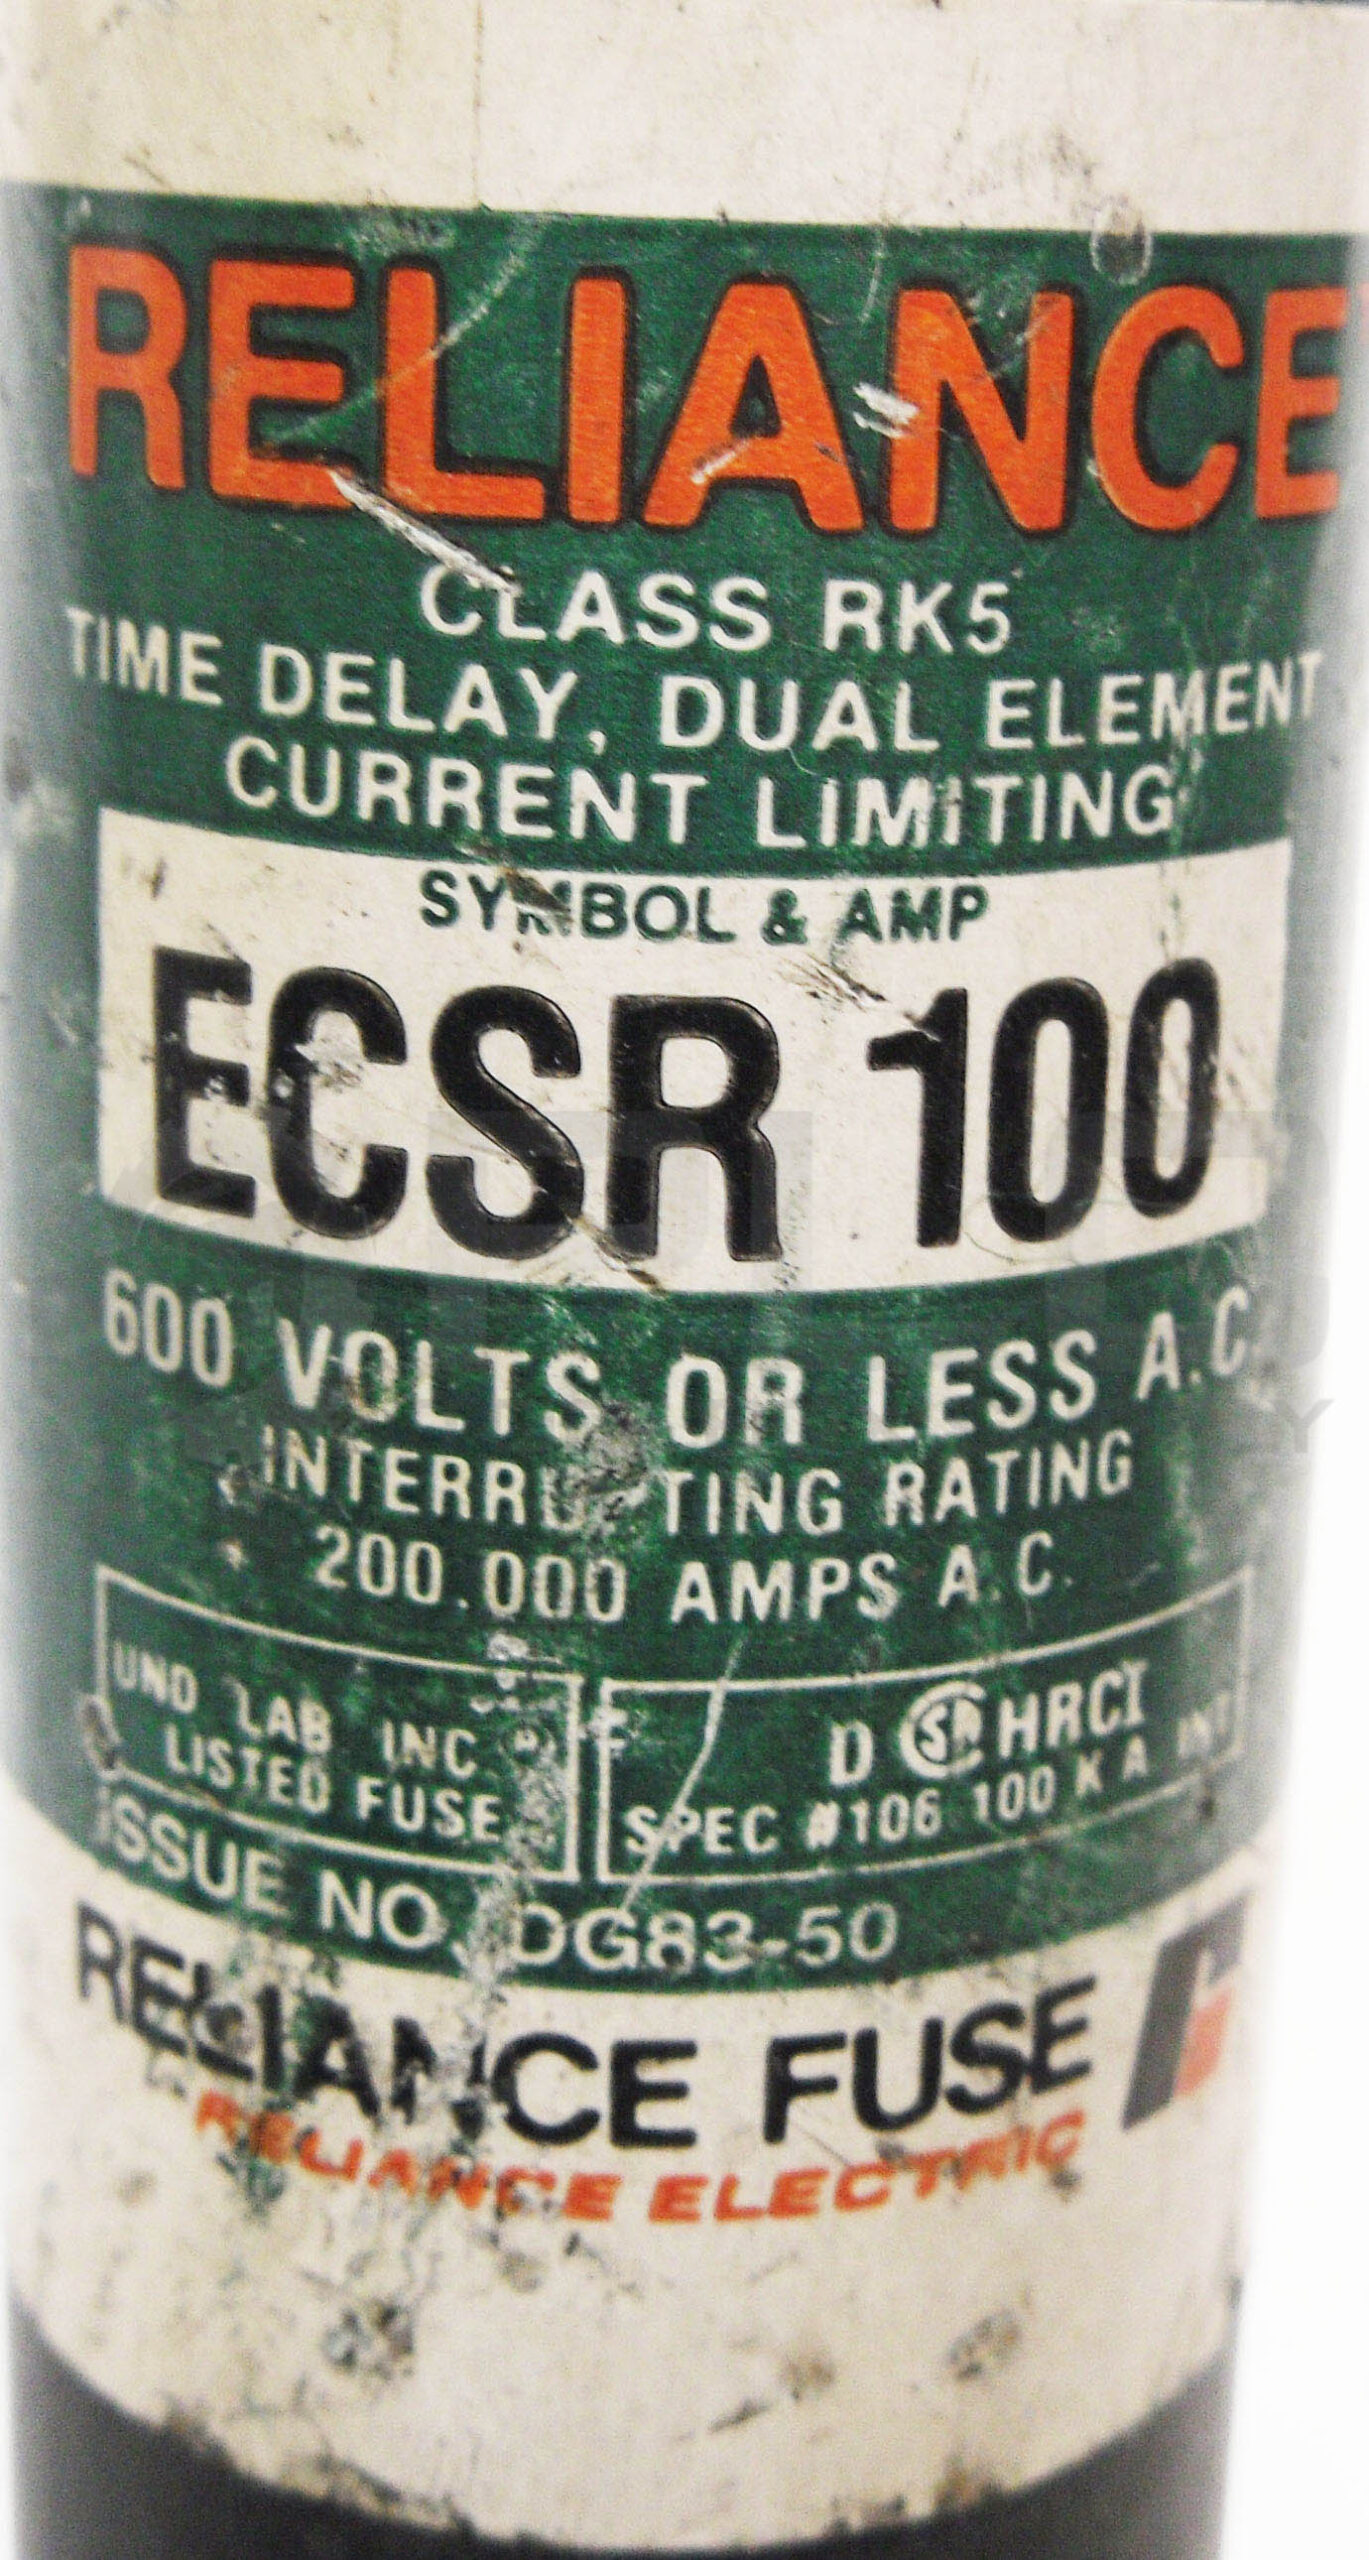 RELIANCE
CLASS RK5
TIME DELAY, DUAL ELEMENT
CURRENT LIMITING
SYMBOL & AMP
ECSR 100
600 VOLTS OR LESS A.C.
INTERRUPTING RATING
200.000 AMPS A.C.
UND LAB INC
LISTED FUSE
D SA HRCI
SPEC #106 100 K A INT
ISSUE NO. DG83-50
RELIANCE FUSE
RELIANCE ELECTRIC